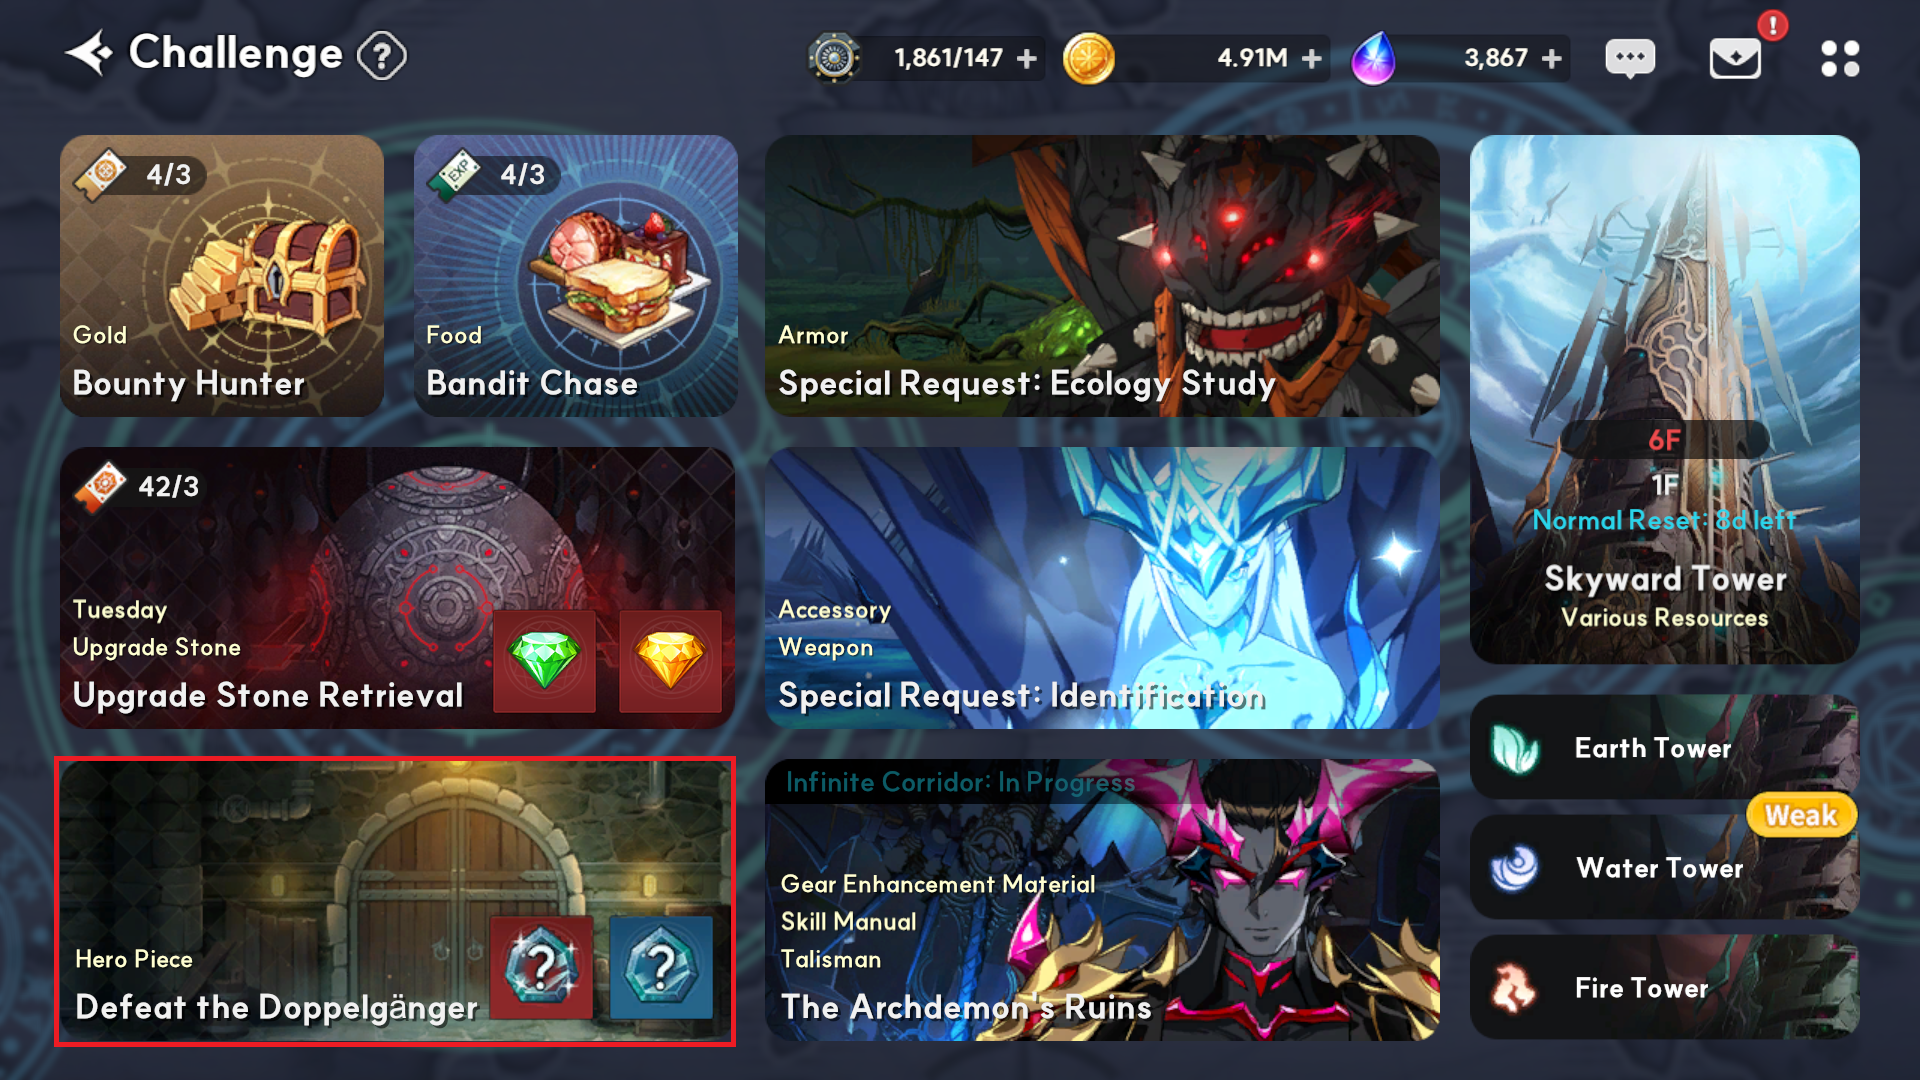 Challenge ?
1,861/147 +
4.91M +
3,867 +
!
4/3
Gold
Bounty Hunter
4/3
EXP
Food
Bandit Chase
Armor
Special Request: Ecology Study
6F
1F
Normal Reset: 8d left
Skyward Tower
Various Resources
42/3
Tuesday
Upgrade Stone
Upgrade Stone Retrieval
Accessory
Weapon
Special Request: Identification
Earth Tower
Weak
Water Tower
Fire Tower
Hero Piece
Defeat the Doppelgänger
?
?
Infinite Corridor: In Progress
Gear Enhancement Material
Skill Manual
Talisman
The Archdemon's Ruins